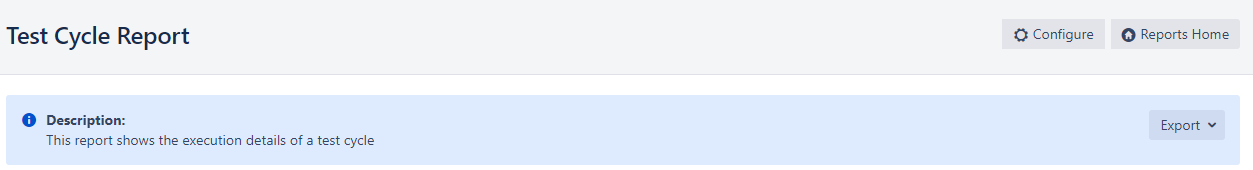 Test Cycle Report
Configure
Reports Home
Description:
This report shows the execution details of a test cycle
Export